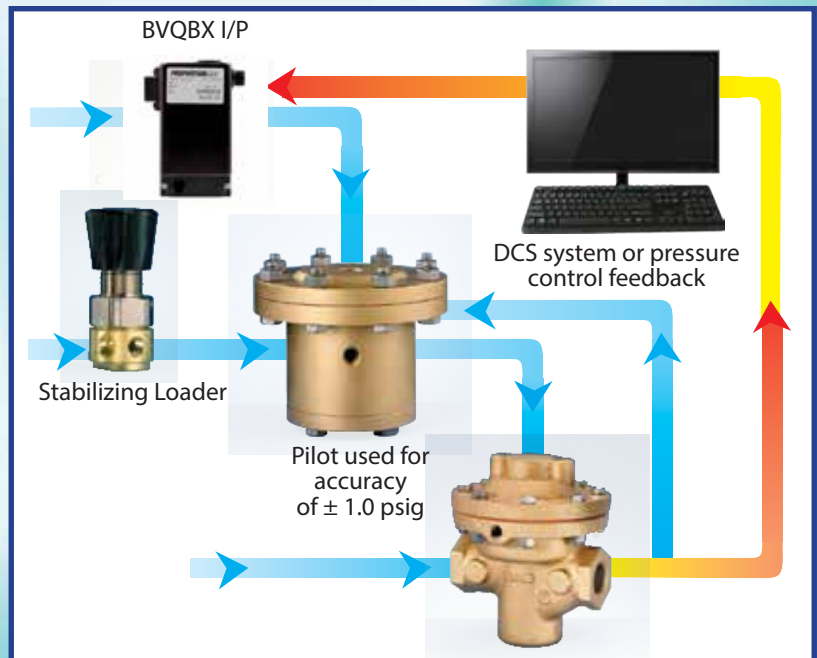 BVQBX I/P
DCS system or pressure
control feedback
Stabilizing Loader
Pilot used for
accuracy
of ± 1.0 psig